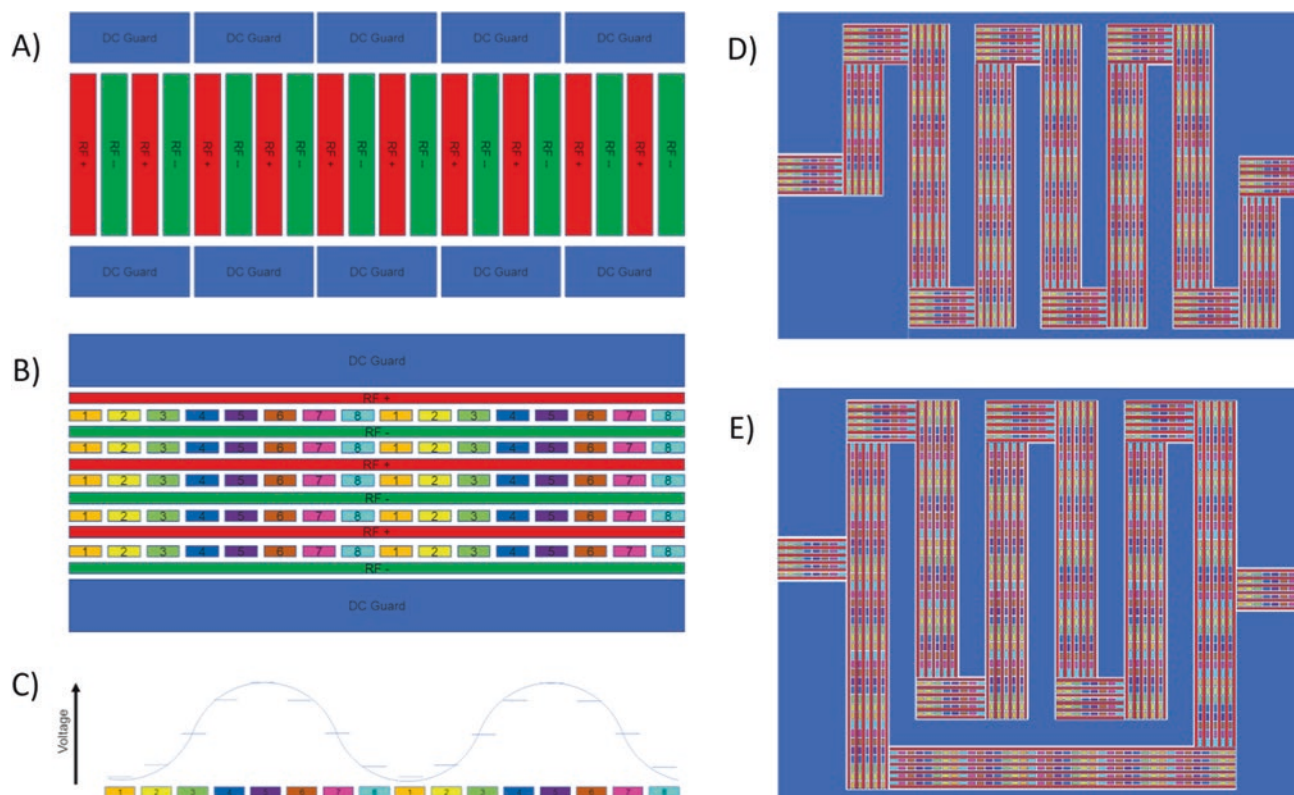 A)
DC Guard DC Guard DC Guard DC Guard DC Guard
RF + RF – RF + RF – RF + RF – RF + RF – RF + RF – RF + RF – RF + RF – RF + RF – RF + RF – RF + RF –
DC Guard DC Guard DC Guard DC Guard DC Guard
B)
DC Guard
RF +
1 2 3 4 5 6 7 8 1 2 3 4 5 6 7 8
RF -
1 2 3 4 5 6 7 8 1 2 3 4 5 6 7 8
RF +
1 2 3 4 5 6 7 8 1 2 3 4 5 6 7 8
RF -
1 2 3 4 5 6 7 8 1 2 3 4 5 6 7 8
RF +
1 2 3 4 5 6 7 8 1 2 3 4 5 6 7 8
RF -
DC Guard
C)
Voltage
1 2 3 4 5 6 7 8 1 2 3 4 5 6 7 8
D)
E)